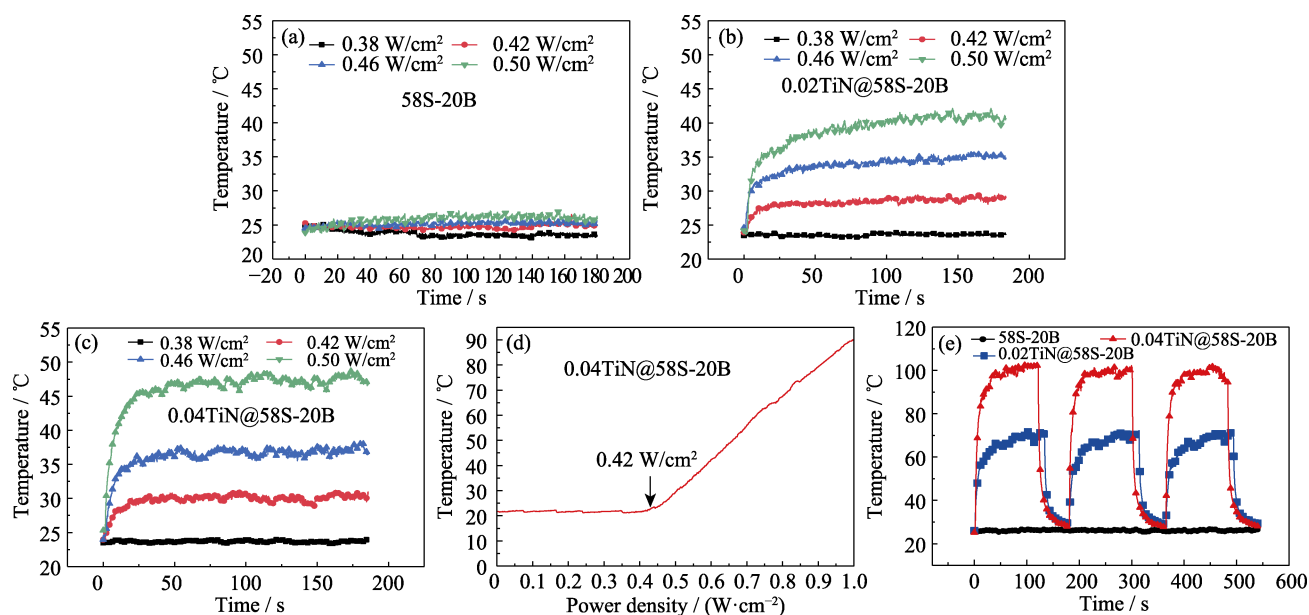 (a)
0.38 W/cm² 0.42 W/cm²
0.46 W/cm² 0.50 W/cm²
58S-20B
Temperature / ℃
55
50
45
40
35
30
25
20
−20 0 20 40 60 80 100 120 140 160 180 200
Time / s
(b)
0.38 W/cm² 0.42 W/cm²
0.46 W/cm² 0.50 W/cm²
0.02TiN@58S-20B
Temperature / ℃
55
50
45
40
35
30
25
20
0 50 100 150 200
Time / s
(c)
0.38 W/cm² 0.42 W/cm²
0.46 W/cm² 0.50 W/cm²
0.04TiN@58S-20B
Temperature / ℃
55
50
45
40
35
30
25
20
0 50 100 150 200
Time / s
(d)
0.04TiN@58S-20B
0.42 W/cm²
Temperature / ℃
90
80
70
60
50
40
30
20
10
0
0 0.1 0.2 0.3 0.4 0.5 0.6 0.7 0.8 0.9 1.0
Power density / (W·cm⁻²)
(e)
58S-20B 0.04TiN@58S-20B
0.02TiN@58S-20B
Temperature / ℃
120
100
80
60
40
20
0 100 200 300 400 500 600
Time / s